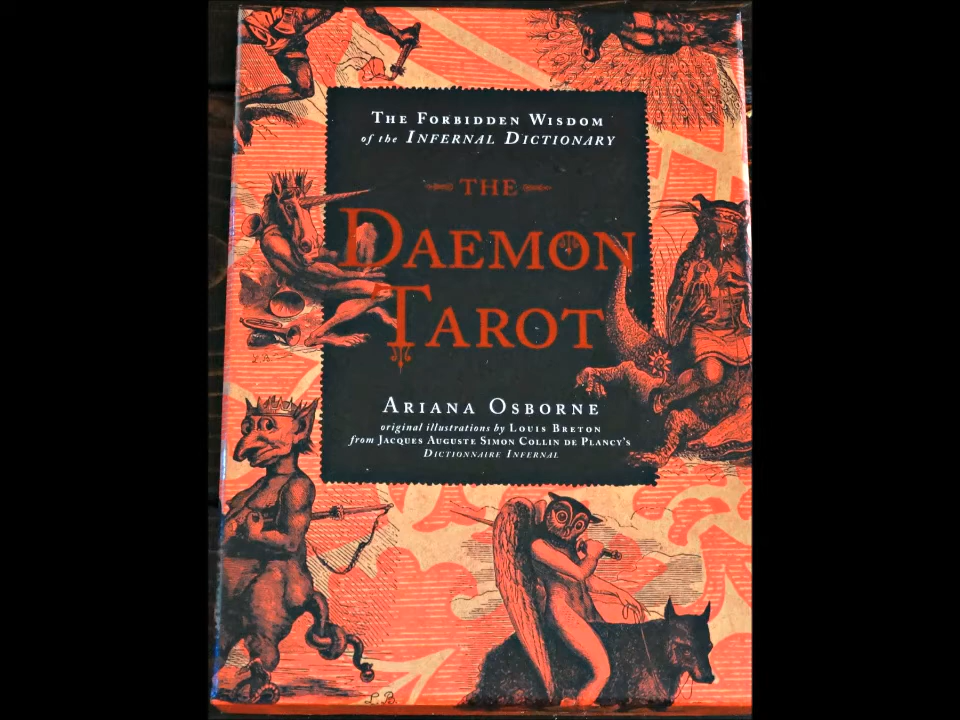 The Forbidden Wisdom
of the Infernal Dictionary
THE
DAEMON
TAROT
Ariana Osborne
original illustrations by Louis Breton
from Jacques Auguste Simon Collin de Plancy's
Dictionnaire Infernal
L.B.
L.B.